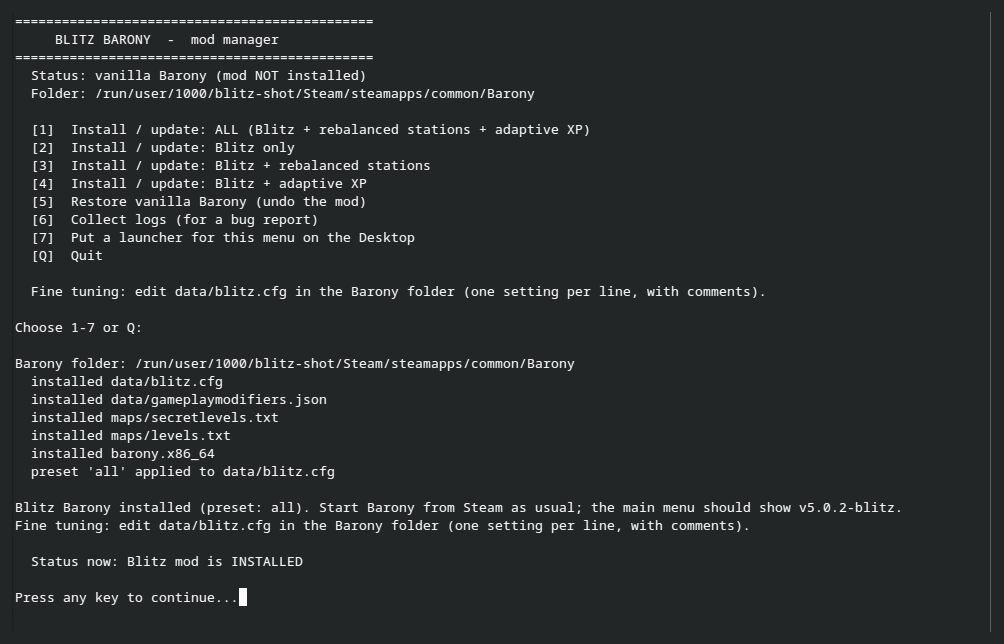 =============================================
BLITZ BARONY  -  mod manager
=============================================
Status: vanilla Barony (mod NOT installed)
Folder: /run/user/1000/blitz-shot/Steam/steamapps/common/Barony
[1]  Install / update: ALL (Blitz + rebalanced stations + adaptive XP)
[2]  Install / update: Blitz only
[3]  Install / update: Blitz + rebalanced stations
[4]  Install / update: Blitz + adaptive XP
[5]  Restore vanilla Barony (undo the mod)
[6]  Collect logs (for a bug report)
[7]  Put a launcher for this menu on the Desktop
[Q]  Quit
Fine tuning: edit data/blitz.cfg in the Barony folder (one setting per line, with comments).
Choose 1-7 or Q:
Barony folder: /run/user/1000/blitz-shot/Steam/steamapps/common/Barony
installed data/blitz.cfg
installed data/gameplaymodifiers.json
installed maps/secretlevels.txt
installed maps/levels.txt
installed barony.x86_64
preset 'all' applied to data/blitz.cfg
Blitz Barony installed (preset: all). Start Barony from Steam as usual; the main menu should show v5.0.2-blitz.
Fine tuning: edit data/blitz.cfg in the Barony folder (one setting per line, with comments).
Status now: Blitz mod is INSTALLED
Press any key to continue...